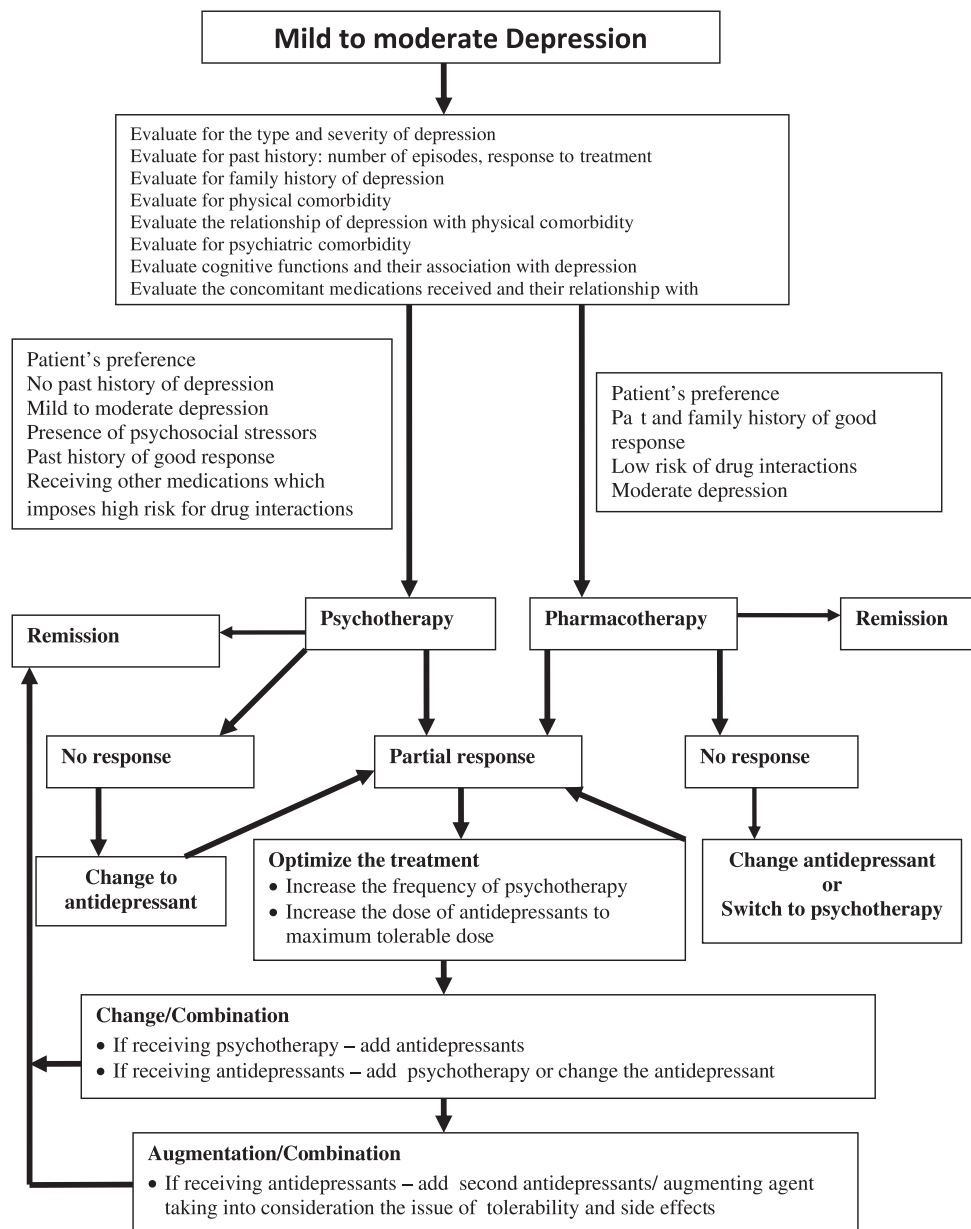 Mild to moderate Depression
Evaluate for the type and severity of depression
Evaluate for past history: number of episodes, response to treatment
Evaluate for family history of depression
Evaluate for physical comorbidity
Evaluate the relationship of depression with physical comorbidity
Evaluate for psychiatric comorbidity
Evaluate cognitive functions and their association with depression
Evaluate the concomitant medications received and their relationship with
Patient's preference
No past history of depression
Mild to moderate depression
Presence of psychosocial stressors
Past history of good response
Receiving other medications which
imposes high risk for drug interactions
Patient's preference
Pa t and family history of good
response
Low risk of drug interactions
Moderate depression
Remission
Psychotherapy
Pharmacotherapy
Remission
No response
Partial response
No response
Change to
antidepressant
Optimize the treatment
• Increase the frequency of psychotherapy
• Increase the dose of antidepressants to
maximum tolerable dose
Change antidepressant
or
Switch to psychotherapy
Change/Combination
• If receiving psychotherapy – add antidepressants
• If receiving antidepressants – add psychotherapy or change the antidepressant
Augmentation/Combination
• If receiving antidepressants – add second antidepressants/ augmenting agent
taking into consideration the issue of tolerability and side effects